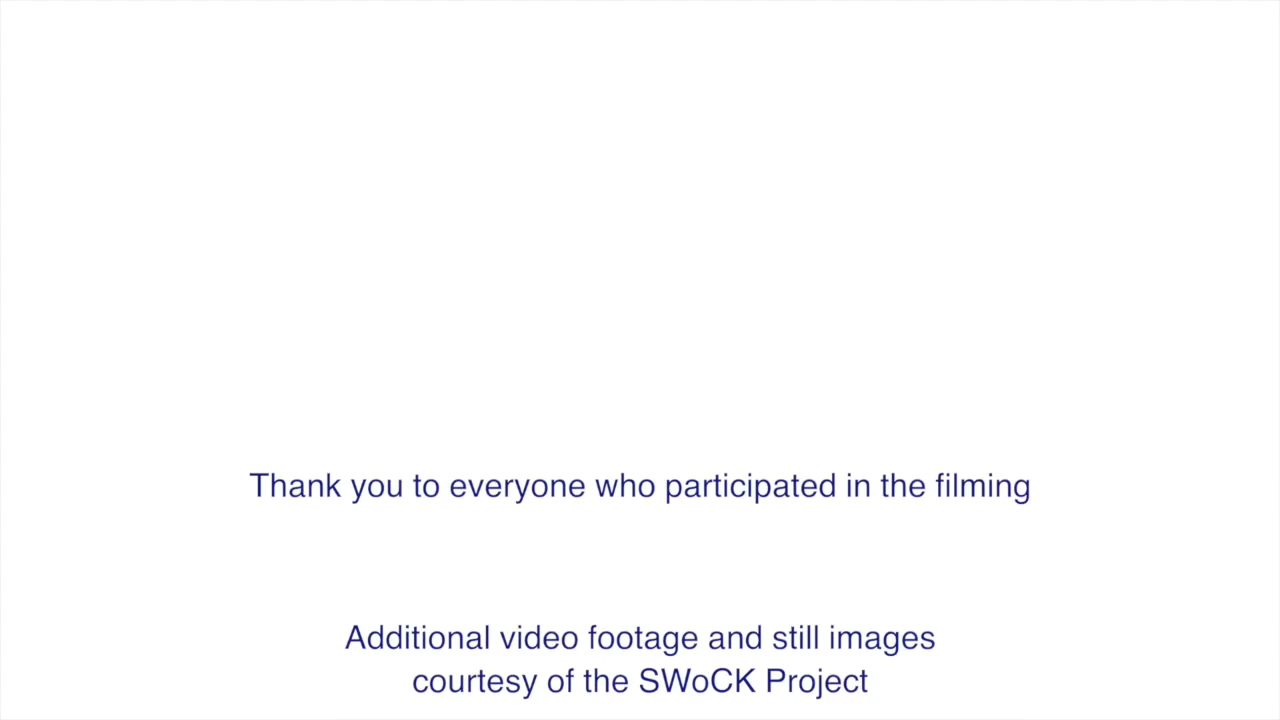 Thank you to everyone who participated in the filming
Additional video footage and still images
courtesy of the SWoCK Project